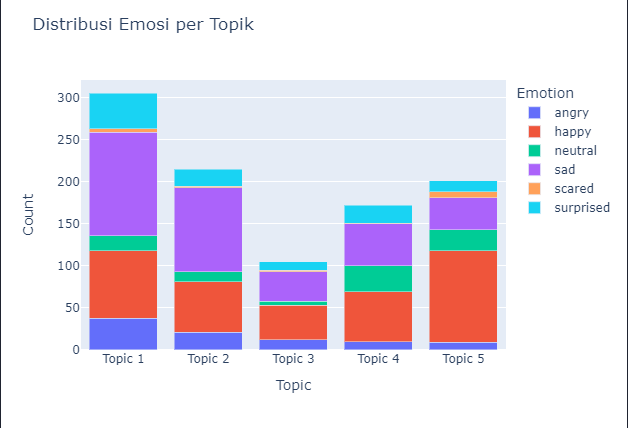 Distribusi Emosi per Topik
Emotion
angry
happy
neutral
sad
scared
surprised
Count
300
250
200
150
100
50
0
Topic 1
Topic 2
Topic 3
Topic 4
Topic 5
Topic